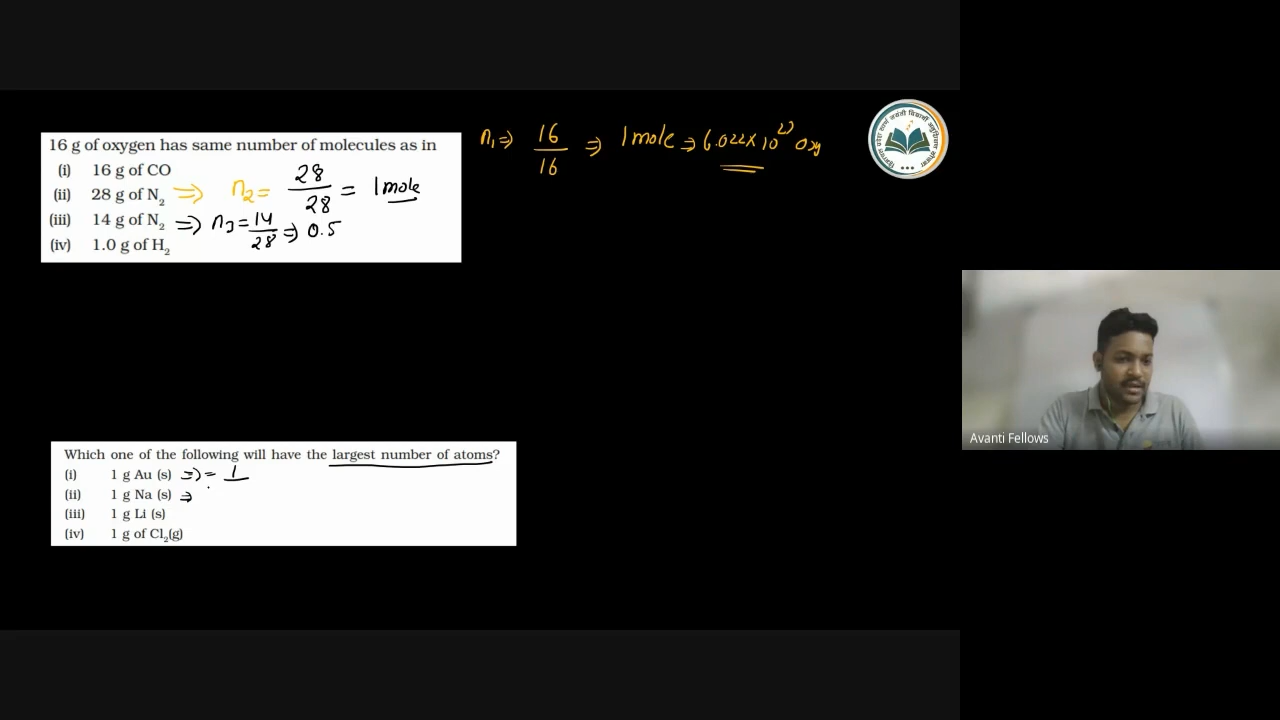 16 g of oxygen has same number of molecules as in
(i) 16 g of CO
(ii) 28 g of N₂ ⇒ n₂ = 28/28 = 1 mole
(iii) 14 g of N₂ ⇒ n₃ = 14/28 ⇒ 0.5
(iv) 1.0 g of H₂
n₁ ⇒ 16/16 ⇒ 1 mole ⇒ 6.022 × 10²³ oxy
Which one of the following will have the largest number of atoms?
(i) 1 g Au (s) ⇒ = 1
(ii) 1 g Na (s) ⇒
(iii) 1 g Li (s)
(iv) 1 g of Cl₂(g)
Avanti Fellows